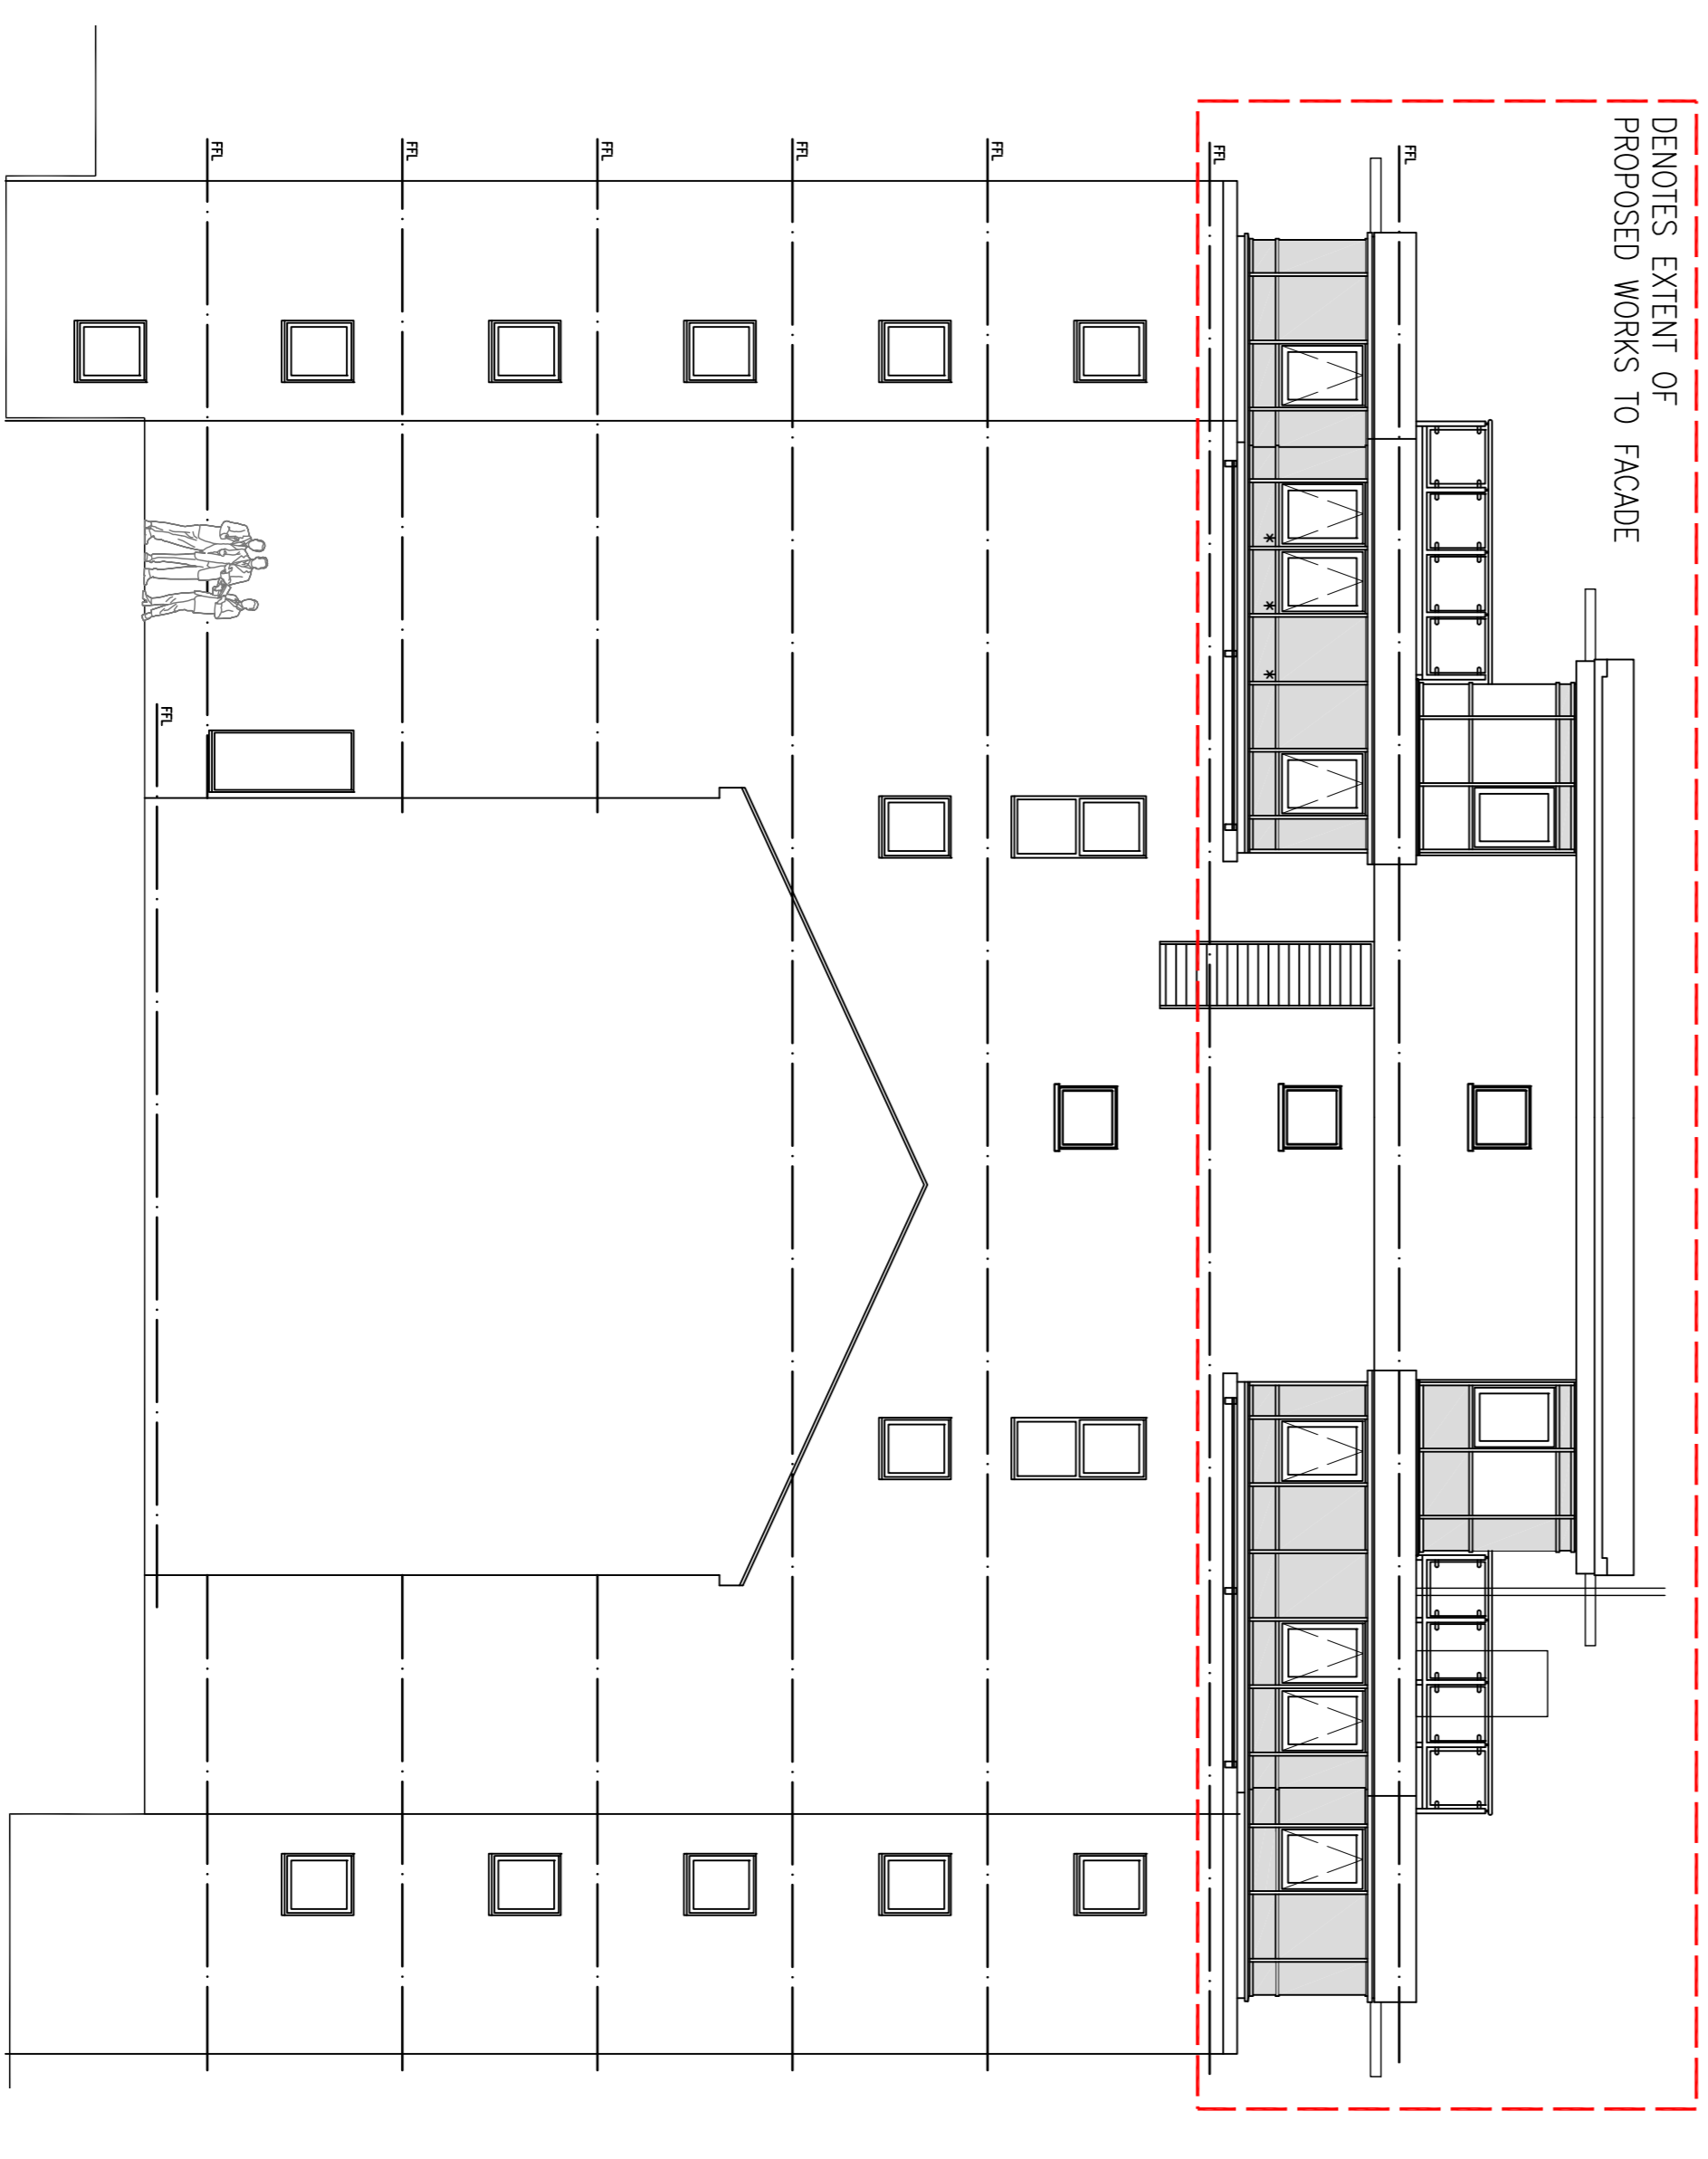 DENOTES EXTENT OF
PROPOSED WORKS TO FACADE
FFL
FFL
FFL
FFL
FFL
FFL
FFL
FFL
*
*
*